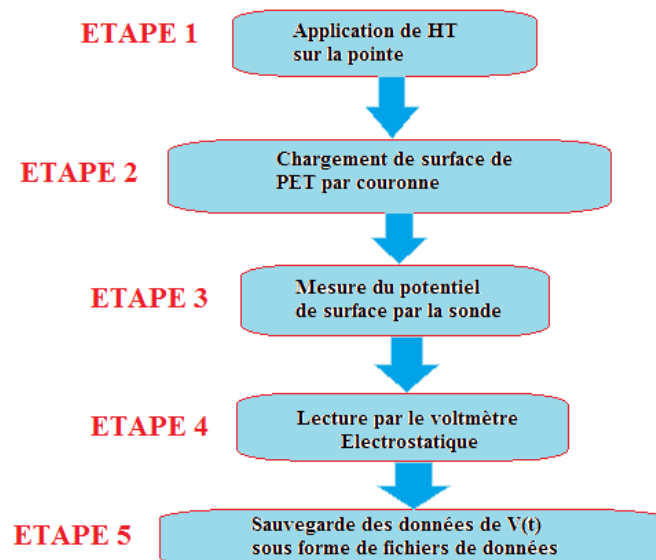 ETAPE 1
Application de HT
sur la pointe
ETAPE 2
Chargement de surface de
PET par couronne
ETAPE 3
Mesure du potentiel
de surface par la sonde
ETAPE 4
Lecture par le voltmètre
Electrostatique
ETAPE 5
Sauvegarde des données de V(t)
sous forme de fichiers de données